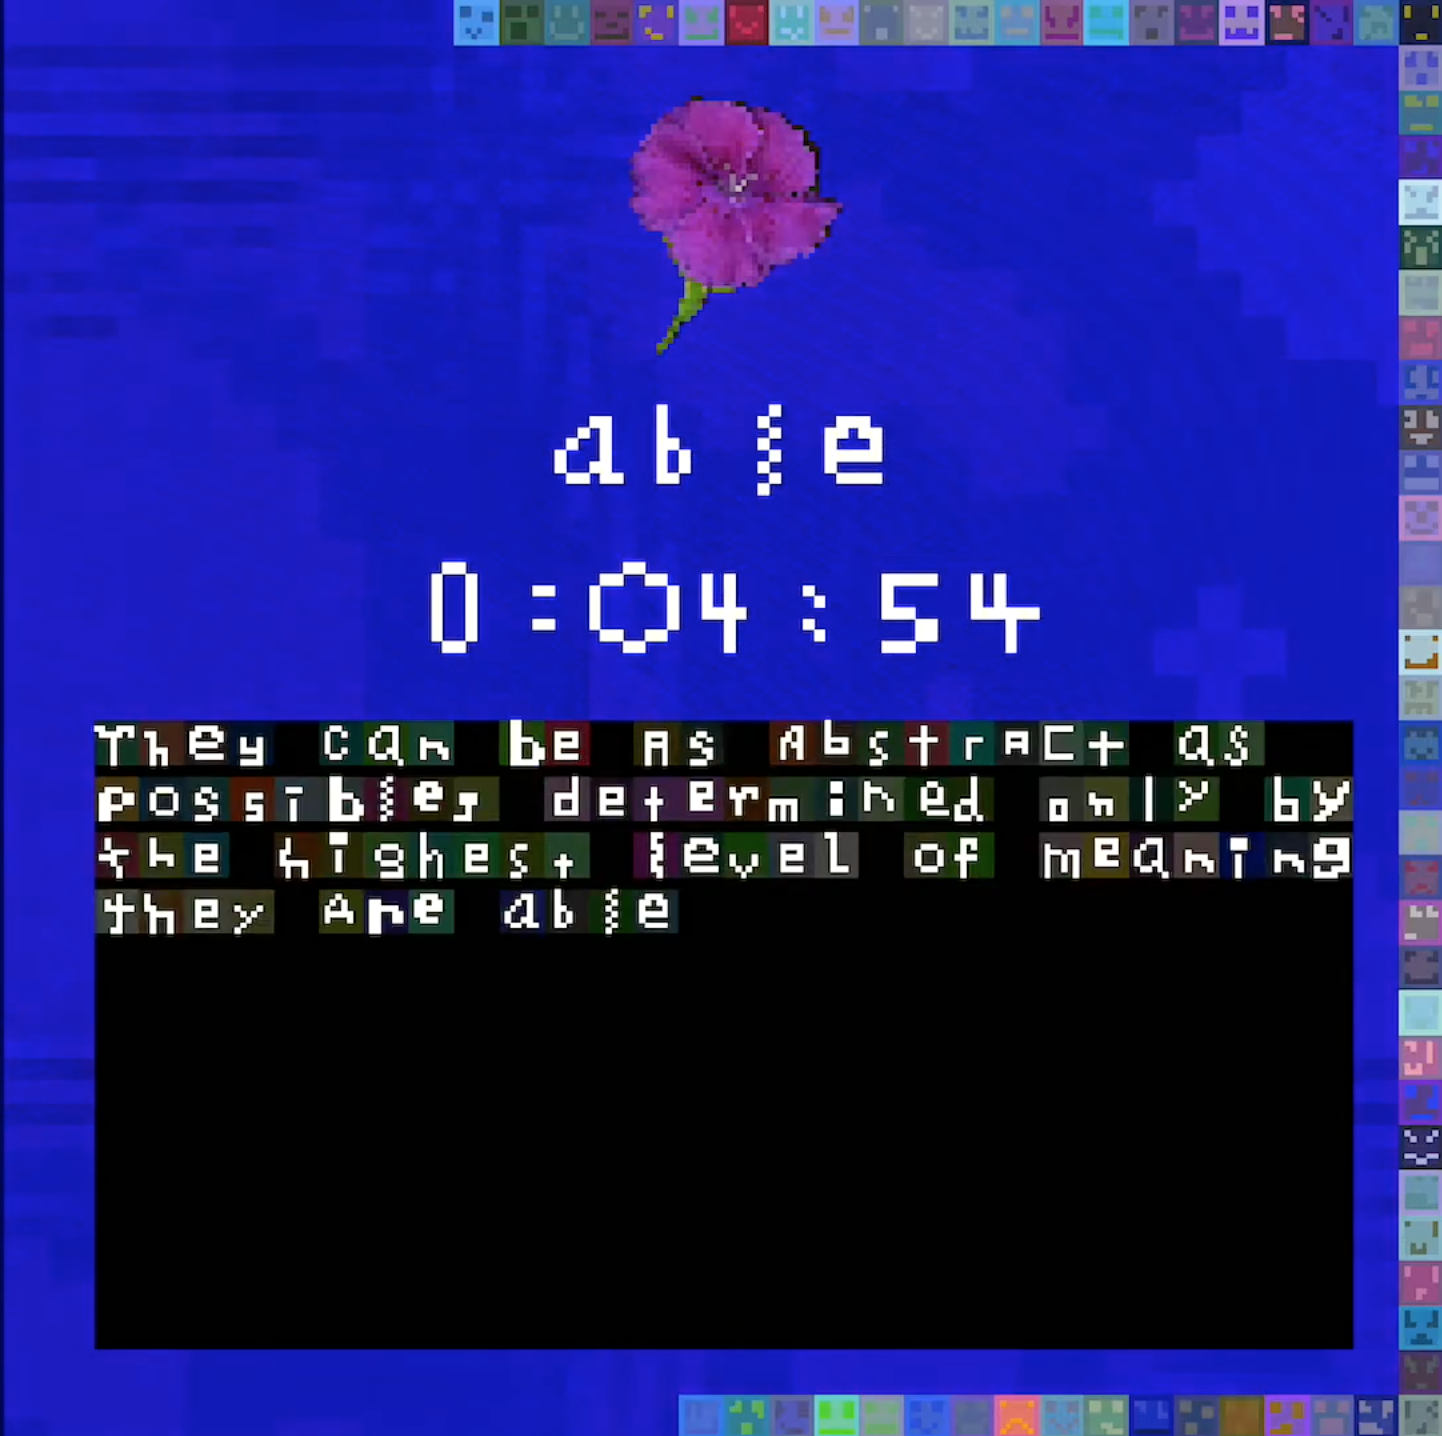 able
0:04:54
They can be As AbstrACt as
possible, determined only by
the highest level of meaning
they Are able